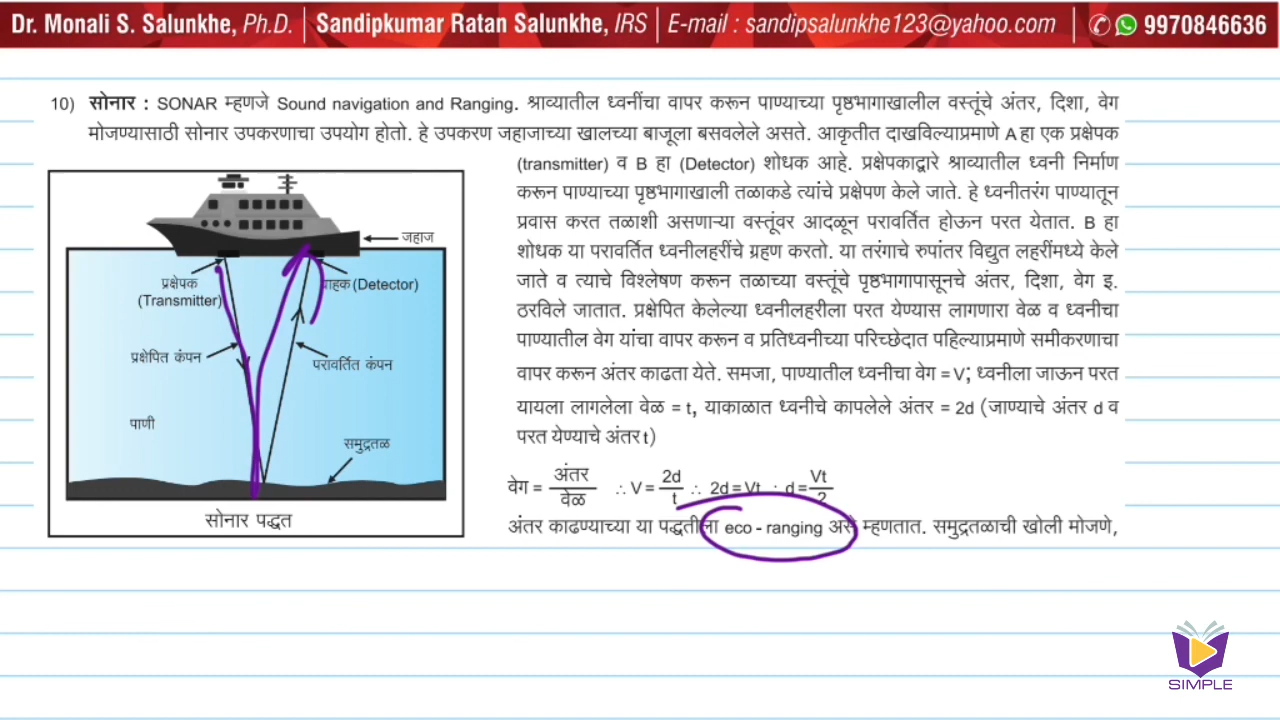 Dr. Monali S. Salunkhe, Ph.D. | Sandipkumar Ratan Salunkhe, IRS | E-mail : sandipsalunkhe123@yahoo.com | 9970846636
10) सोनार : SONAR म्हणजे Sound navigation and Ranging. श्राव्यातील ध्वनींचा वापर करून पाण्याच्या पृष्ठभागाखालील वस्तूंचे अंतर, दिशा, वेग
मोजण्यासाठी सोनार उपकरणाचा उपयोग होतो. हे उपकरण जहाजाच्या खालच्या बाजूला बसवलेले असते. आकृतीत दाखविल्याप्रमाणे A हा एक प्रक्षेपक
(transmitter) व B हा (Detector) शोधक आहे. प्रक्षेपकाद्वारे श्राव्यातील ध्वनी निर्माण
करून पाण्याच्या पृष्ठभागाखाली तळाकडे त्यांचे प्रक्षेपण केले जाते. हे ध्वनीतरंग पाण्यातून
प्रवास करत तळाशी असणाऱ्या वस्तूंवर आदळून परावर्तित होऊन परत येतात. B हा
शोधक या परावर्तित ध्वनीलहरींचे ग्रहण करतो. या तरंगाचे रुपांतर विद्युत लहरींमध्ये केले
जाते व त्याचे विश्लेषण करून तळाच्या वस्तूंचे पृष्ठभागापासूनचे अंतर, दिशा, वेग इ.
ठरविले जातात. प्रक्षेपित केलेल्या ध्वनीलहरीला परत येण्यास लागणारा वेळ व ध्वनीचा
पाण्यातील वेग यांचा वापर करून व प्रतिध्वनीच्या परिच्छेदात पहिल्याप्रमाणे समीकरणाचा
वापर करून अंतर काढता येते. समजा, पाण्यातील ध्वनीचा वेग = V; ध्वनीला जाऊन परत
यायला लागलेला वेळ = t, याकाळात ध्वनीचे कापलेले अंतर = 2d (जाण्याचे अंतर d व
परत येण्याचे अंतर t)
वेग = अंतर/वेळ ∴ V = 2d/t ∴ 2d = Vt ∴ d = Vt/2
अंतर काढण्याच्या या पद्धतीला eco - ranging असे म्हणतात. समुद्रतळाची खोली मोजणे,
जहाज
प्रक्षेपक
(Transmitter)
ग्राहक (Detector)
प्रक्षेपित कंपन
परावर्तित कंपन
पाणी
समुद्रतळ
सोनार पद्धत
SIMPLE